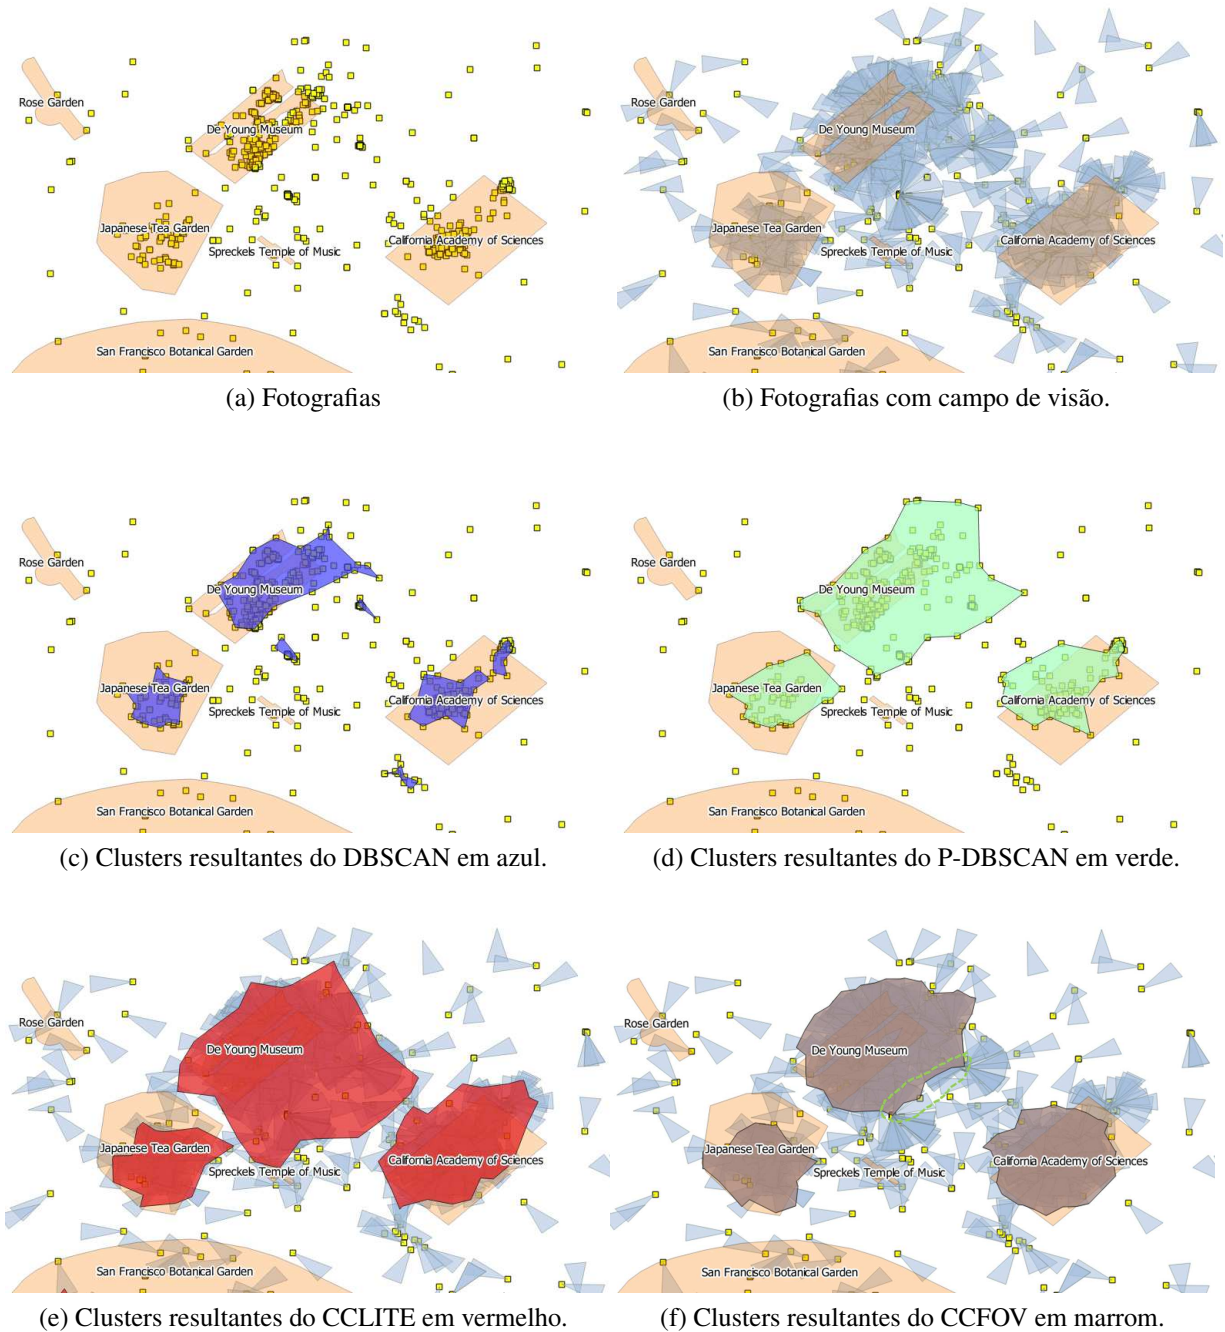 Rose Garden
De Young Museum
Japanese Tea Garden
California Academy of Sciences
Spreckels Temple of Music
San Francisco Botanical Garden
(a) Fotografias
Rose Garden
De Young Museum
Japanese Tea Garden
California Academy of Sciences
Spreckels Temple of Music
San Francisco Botanical Garden
(b) Fotografias com campo de visão.
Rose Garden
De Young Museum
Japanese Tea Garden
California Academy of Sciences
Spreckels Temple of Music
San Francisco Botanical Garden
(c) Clusters resultantes do DBSCAN em azul.
Rose Garden
De Young Museum
Japanese Tea Garden
California Academy of Sciences
Spreckels Temple of Music
San Francisco Botanical Garden
(d) Clusters resultantes do P-DBSCAN em verde.
Rose Garden
De Young Museum
Japanese Tea Garden
California Academy of Sciences
Spreckels Temple of Music
San Francisco Botanical Garden
(e) Clusters resultantes do CCLITE em vermelho.
Rose Garden
De Young Museum
Japanese Tea Garden
California Academy of Sciences
Spreckels Temple of Music
San Francisco Botanical Garden
(f) Clusters resultantes do CCFOV em marrom.